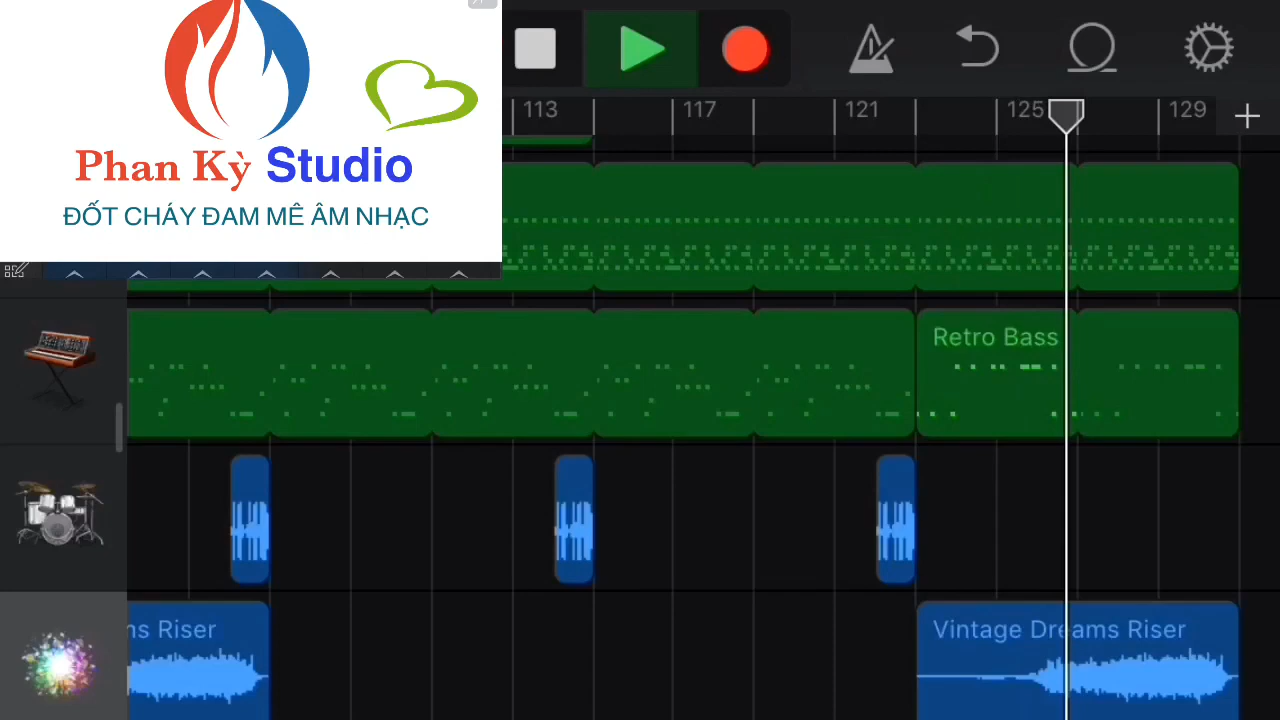 Phan Kỳ Studio
ĐỐT CHÁY ĐAM MÊ ÂM NHẠC
113 117 121 125 129
Retro Bass
ns Riser
Vintage Dreams Riser